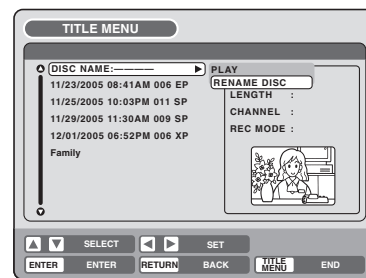 TITLE MENU
DISC NAME:———— PLAY
RENAME DISC
11/23/2005 08:41AM 006 EP
LENGTH :
11/25/2005 10:03PM 011 SP
CHANNEL :
11/29/2005 11:30AM 009 SP
REC MODE :
12/01/2005 06:52PM 006 XP
Family
SELECT SET
ENTER ENTER RETURN BACK TITLE MENU END